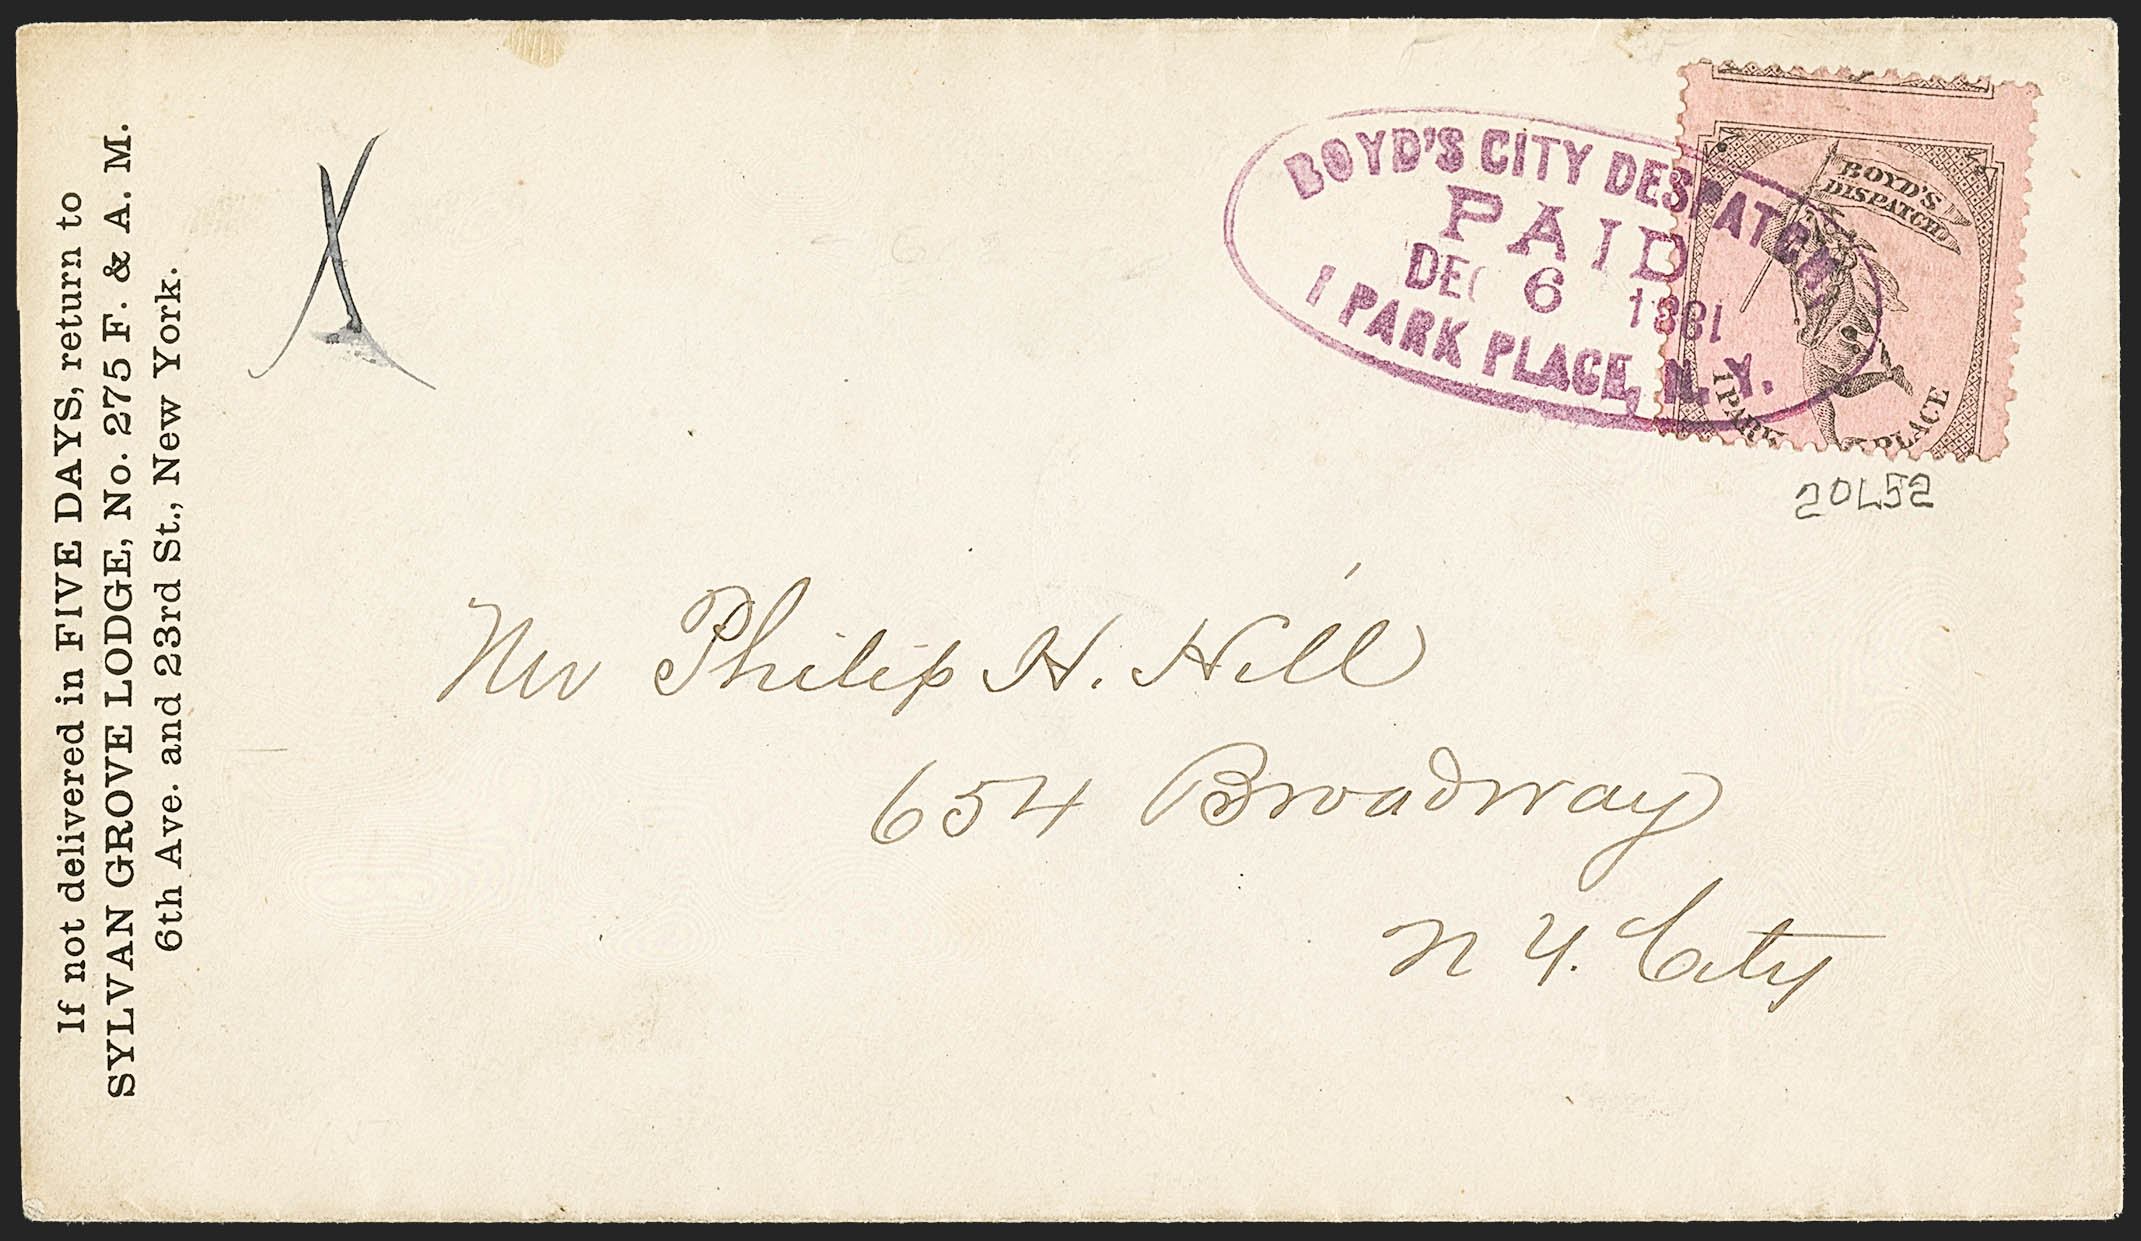 If not delivered in FIVE DAYS, return to
SYLVAN GROVE LODGE, No. 275 F. & A. M.
6th Ave. and 23rd St., New York.
X
BOYD'S CITY DESPATCH
PAID
DEC 6 1881
1 PARK PLACE, N. Y.
BOYD'S
DISPATCH
1 PARK PLACE
20L52
Mr Philip H. Hill
654 Broadway
N Y. City